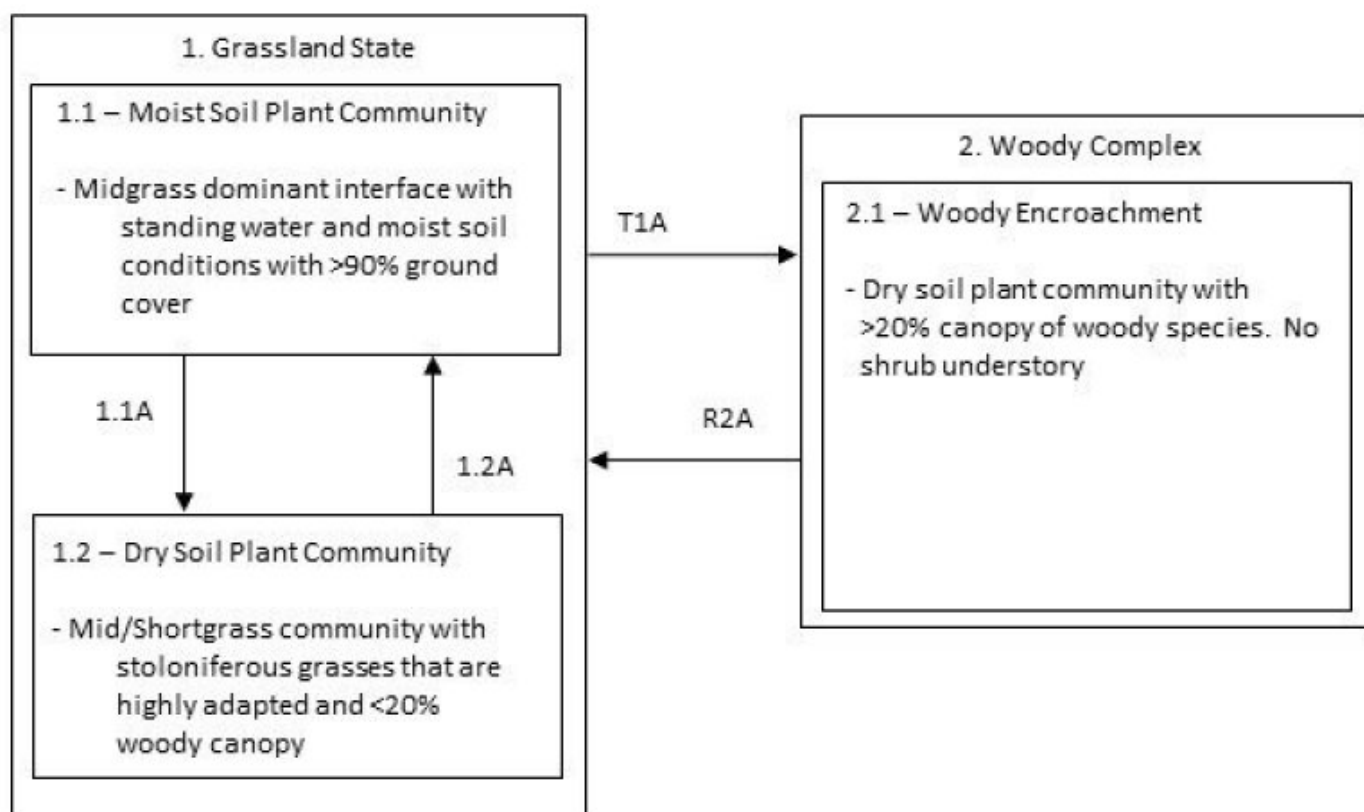 1. Grassland State
1.1 – Moist Soil Plant Community
- Midgrass dominant interface with
standing water and moist soil
conditions with >90% ground
cover
1.1A
1.2A
1.2 – Dry Soil Plant Community
- Mid/Shortgrass community with
stoloniferous grasses that are
highly adapted and <20%
woody canopy
T1A
R2A
2. Woody Complex
2.1 – Woody Encroachment
- Dry soil plant community with
>20% canopy of woody species.  No
shrub understory